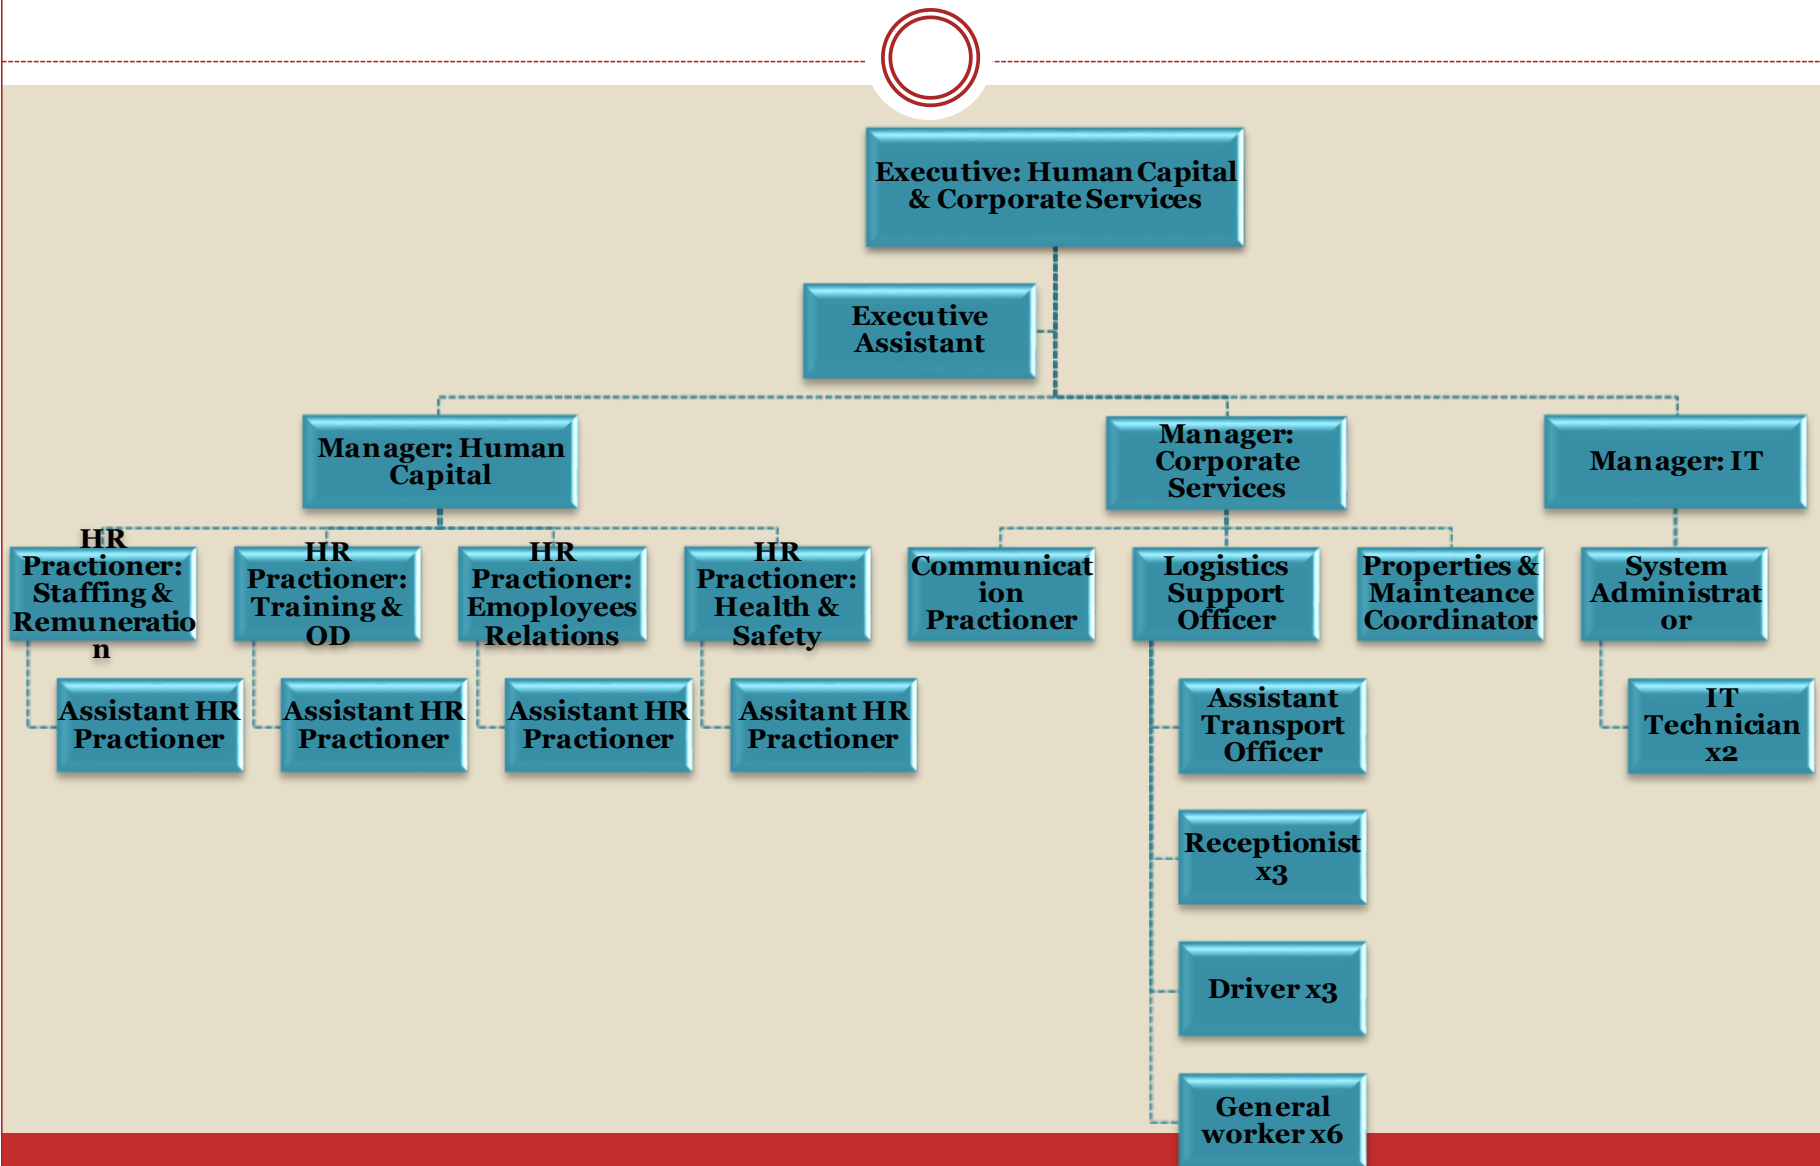 Executive: Human Capital
& Corporate Services
Executive
Assistant
Manager: Human
Capital
Manager:
Corporate
Services
Manager: IT
HR
Practioner:
Staffing &
Remuneratio
n
HR
Practioner:
Training &
OD
HR
Practioner:
Emoployees
Relations
HR
Practioner:
Health &
Safety
Communicat
ion
Practioner
Logistics
Support
Officer
Properties &
Mainteance
Coordinator
System
Administrat
or
Assistant HR
Practioner
Assistant HR
Practioner
Assistant HR
Practioner
Assitant HR
Practioner
Assistant
Transport
Officer
IT
Technician
x2
Receptionist
x3
Driver x3
General
worker x6